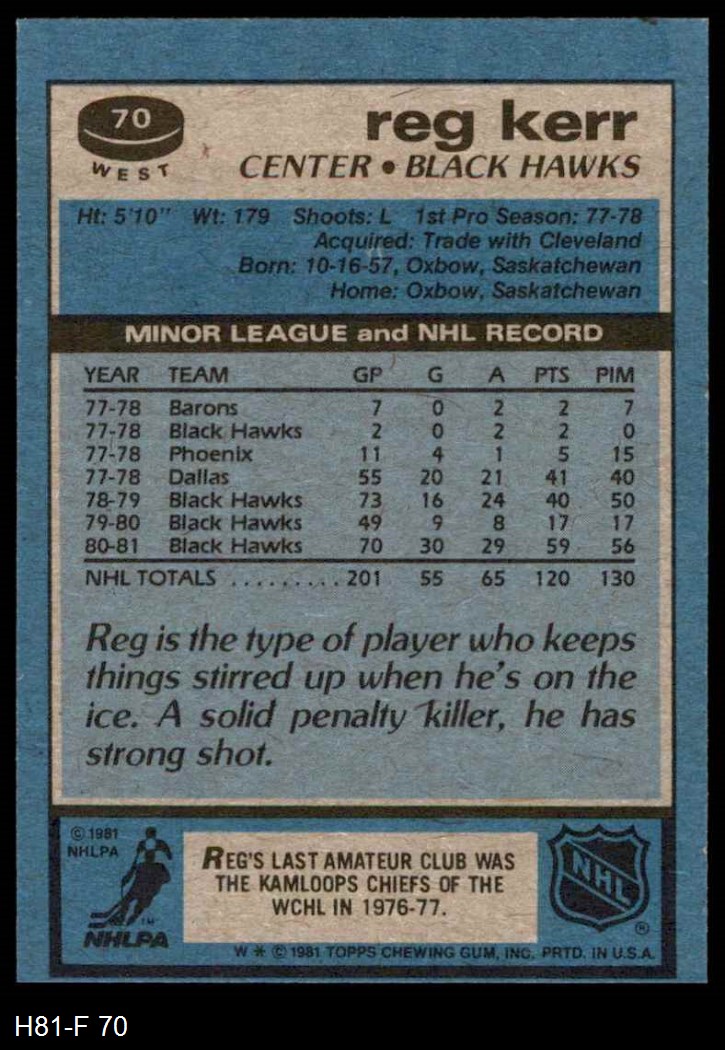 70
WEST
reg kerr
CENTER • BLACK HAWKS
Ht: 5'10" Wt: 179 Shoots: L 1st Pro Season: 77-78
Acquired: Trade with Cleveland
Born: 10-16-57, Oxbow, Saskatchewan
Home: Oxbow, Saskatchewan
MINOR LEAGUE and NHL RECORD
YEAR TEAM GP G A PTS PIM
77-78 Barons 7 0 2 2 7
77-78 Black Hawks 2 0 2 2 0
77-78 Phoenix 11 4 1 5 15
77-78 Dallas 55 20 21 41 40
78-79 Black Hawks 73 16 24 40 50
79-80 Black Hawks 49 9 8 17 17
80-81 Black Hawks 70 30 29 59 56
NHL TOTALS ......... 201 55 65 120 130
Reg is the type of player who keeps
things stirred up when he's on the
ice. A solid penalty killer, he has
strong shot.
© 1981
NHLPA
TM
NHLPA
REG'S LAST AMATEUR CLUB WAS
THE KAMLOOPS CHIEFS OF THE
WCHL IN 1976-77.
NHL
®
W * © 1981 TOPPS CHEWING GUM, INC. PRTD. IN U.S.A.
H81-F 70